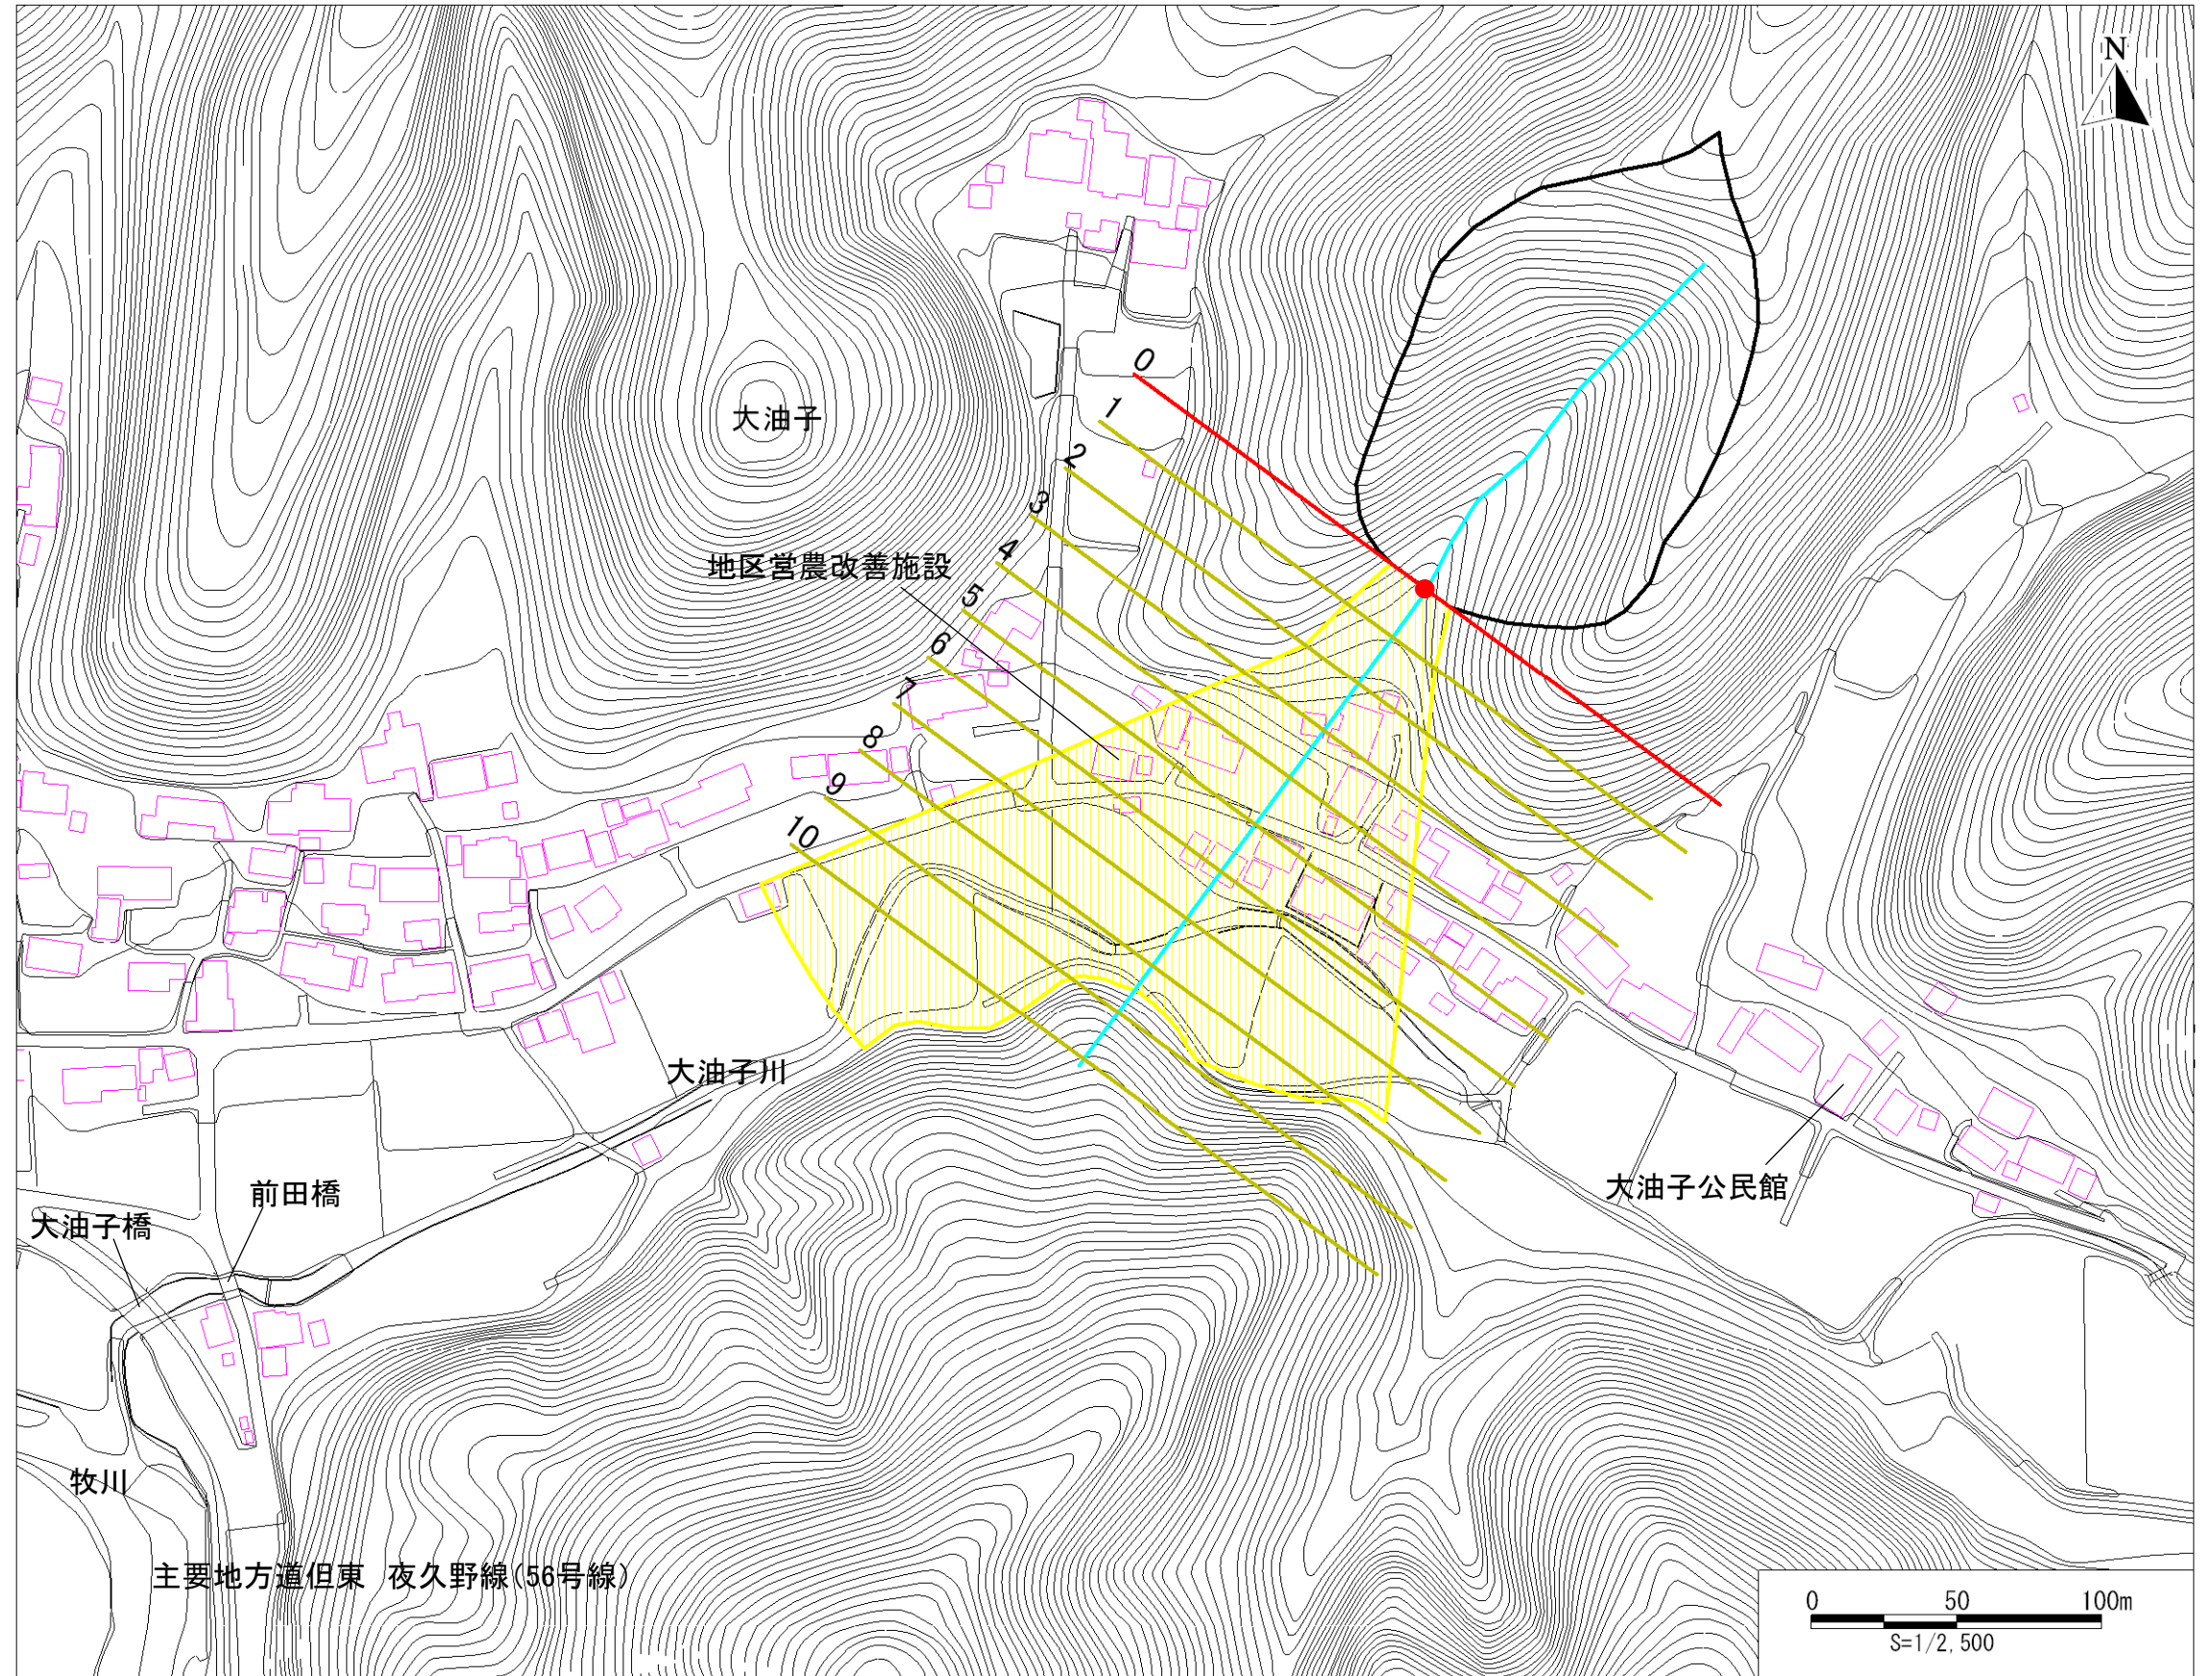 N
0
1
大油子
2
3
4
地区営農改善施設
5
6
7
8
9
10
大油子川
大油子公民館
前田橋
大油子橋
牧川
主要地方道但東 夜久野線(56号線)
0 50 100m
S=1/2,500